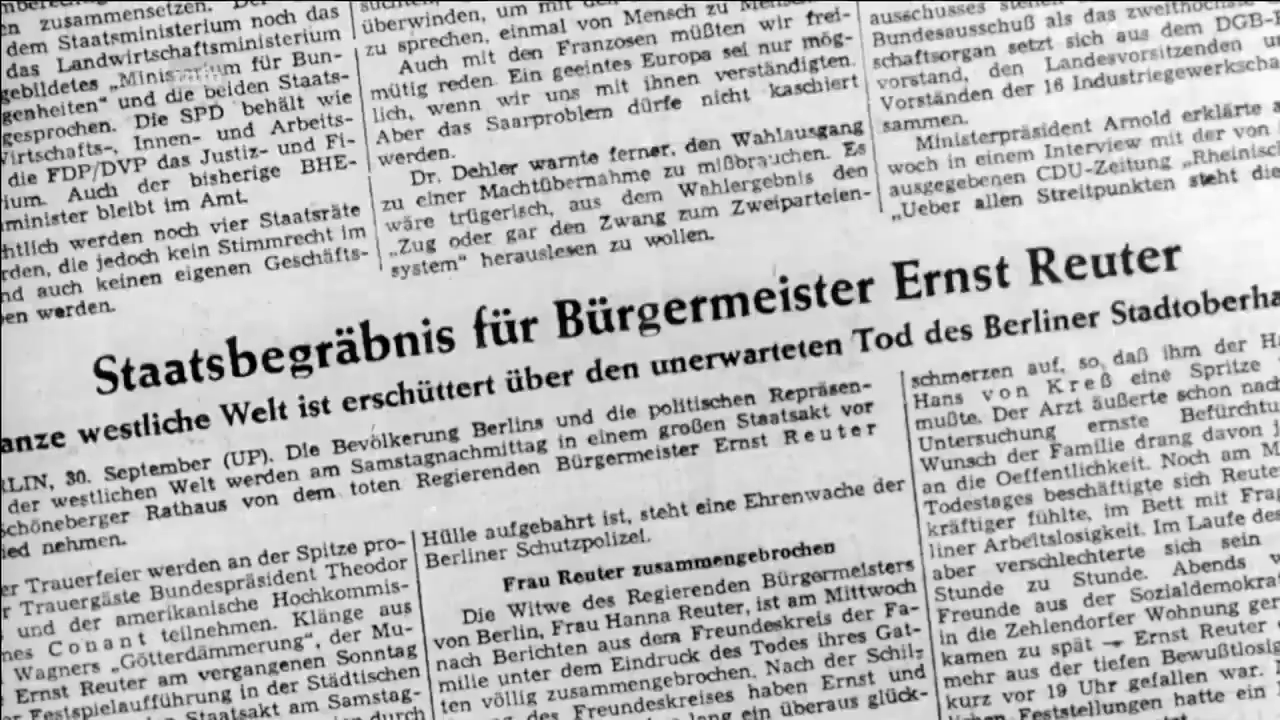 en zusammensetzen.
dem Staatsministerium noch das
das Landwirtschaftsministerium
gebildetes „Ministerium für Bun-
genheiten“ und die beiden Staats-
gesprochen. Die SPD behält wie
Wirtschafts-, Innen- und Arbeits-
die FDP/DVP das Justiz- und Fi-
rium. Auch der bisherige BHE-
minister bleibt im Amt.
htlich werden noch vier Staatsräte
rden, die jedoch kein Stimmrecht im
nd auch keinen eigenen Geschäfts-
en werden.
überwinden, um mit
zu sprechen, einmal von Mensch zu Mensch
Auch mit den Franzosen müßten wir frei-
mütig reden. Ein geeintes Europa sei nur mög-
lich, wenn wir uns mit ihnen verständigten.
Aber das Saarproblem dürfe nicht kaschiert
werden.
Dr. Dehler warnte ferner, den Wahlausgang
zu einer Machtübernahme zu mißbrauchen. Es
wäre trügerisch, aus dem Wahlergebnis den
„Zug oder gar den Zwang zum Zweiparteien-
system“ herauslesen zu wollen.
ausschusses
Bundesausschuß als das zweithöchste
schaftsorgan setzt sich aus dem DGB-
vorstand, den Landesvorsitzenden
Vorständen der 16 Industriegewerkscha
sammen.
Ministerpräsident Arnold erklärte
woch in einem Interview mit der von
ausgegebenen CDU-Zeitung „Rheinisch
„Ueber allen Streitpunkten steht die
Staatsbegräbnis für Bürgermeister Ernst Reuter
anze westliche Welt ist erschüttert über den unerwarteten Tod des Berliner Stadtoberha
RLIN, 30. September (UP). Die Bevölkerung Berlins und die politischen Repräsen-
der westlichen Welt werden am Samstagnachmittag in einem großen Staatsakt vor
chöneberger Rathaus von dem toten Regierenden Bürgermeister Ernst Reuter
ied nehmen.
er Trauerfeier werden an der Spitze pro-
r Trauergäste Bundespräsident Theodor
und der amerikanische Hochkommis-
nes Conant teilnehmen. Klänge aus
Wagners „Götterdämmerung“, der Mu-
Ernst Reuter am vergangenen Sonntag
Festspielaufführung in der Städtischen
Staatsakt am Samstag-
durch
Hülle aufgebahrt ist, steht eine Ehrenwache der
Berliner Schutzpolizei.
Frau Reuter zusammengebrochen
Die Witwe des Regierenden Bürgermeisters
von Berlin, Frau Hanna Reuter, ist am Mittwoch
nach Berichten aus dem Freundeskreis der Fa-
milie unter dem Eindruck des Todes ihres Gat-
ten völlig zusammengebrochen. Nach der Schil-
des Freundeskreises haben Ernst und
lang ein überaus glück-
schmerzen auf, so daß ihm der Ha
Hans von Kreß eine Spritze
mußte. Der Arzt äußerte schon nach
Untersuchung ernste Befürchtu
Wunsch der Familie drang davon
an die Oeffentlichkeit. Noch am M
Todestages beschäftigte sich Reute
kräftiger fühlte, im Bett mit Frag
liner Arbeitslosigkeit. Im Laufe des
aber verschlechterte sich sein
Stunde zu Stunde. Abends
Freunde aus der Sozialdemokra
in die Zehlendorfer Wohnung ger
kamen zu spät — Ernst Reuter
mehr aus der tiefen Bewußtlosig
kurz vor 19 Uhr gefallen war.
lichen Feststellungen hatte ein